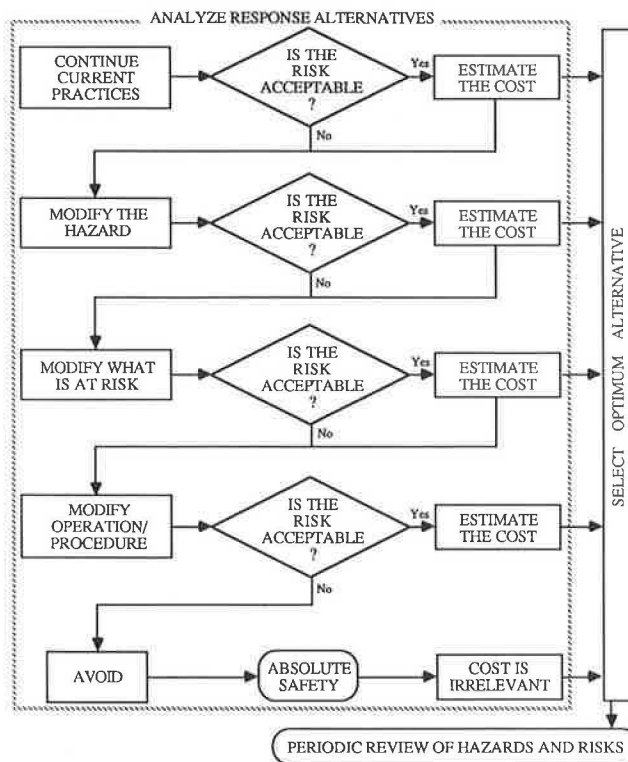 ANALYZE RESPONSE ALTERNATIVES
CONTINUE
CURRENT
PRACTICES
IS THE
RISK
ACCEPTABLE
?
Yes
ESTIMATE
THE COST
No
MODIFY THE
HAZARD
IS THE
RISK
ACCEPTABLE
?
Yes
ESTIMATE
THE COST
No
MODIFY WHAT
IS AT RISK
IS THE
RISK
ACCEPTABLE
?
Yes
ESTIMATE
THE COST
No
MODIFY
OPERATION/
PROCEDURE
IS THE
RISK
ACCEPTABLE
?
Yes
ESTIMATE
THE COST
No
AVOID
ABSOLUTE
SAFETY
COST IS
IRRELEVANT
SELECT OPTIMUM ALTERNATIVE
PERIODIC REVIEW OF HAZARDS AND RISKS